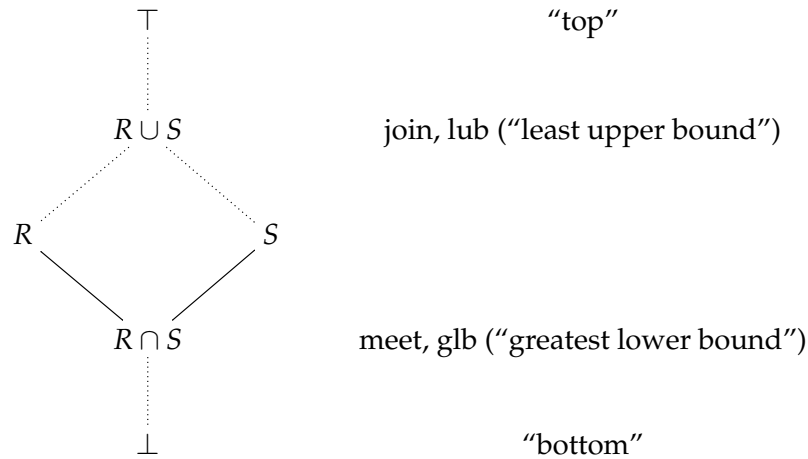 ⊤ “top”
R ∪ S join, lub (“least upper bound”)
R S
R ∩ S meet, glb (“greatest lower bound”)
⊥ “bottom”